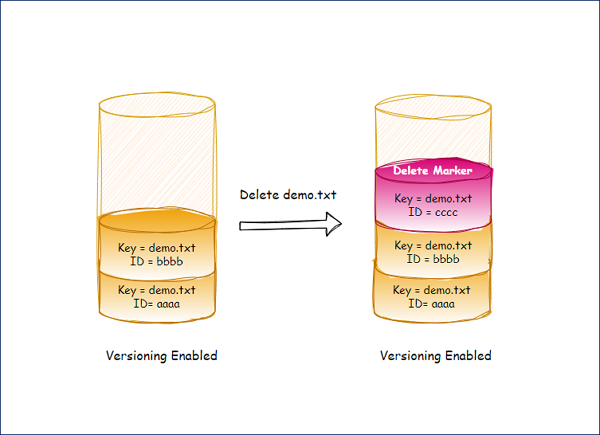 Delete Marker
Delete demo.txt
Key = demo.txt
ID = cccc
Key = demo.txt
ID = bbbb
Key = demo.txt
ID = bbbb
Key = demo.txt
ID= aaaa
Key = demo.txt
ID= aaaa
Versioning Enabled
Versioning Enabled